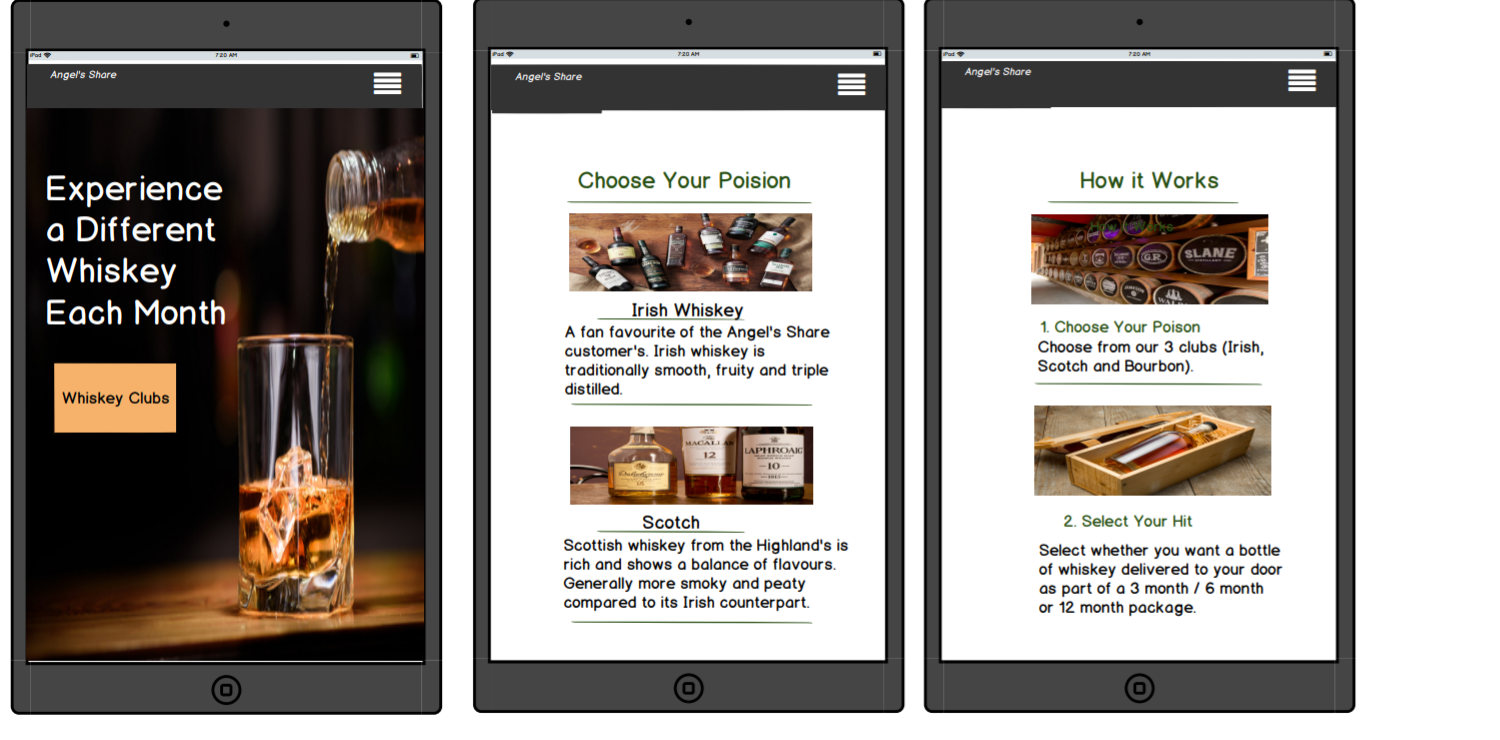 iPad
7:20 AM
Angel's Share
Experience
a Different
Whiskey
Each Month
Whiskey Clubs
iPad
7:20 AM
Angel's Share
Choose Your Poision
Irish Whiskey
A fan favourite of the Angel's Share
customer's. Irish whiskey is
traditionally smooth, fruity and triple
distilled.
MACALLAN
12
LAPHROAIG
10
Scotch
Scottish whiskey from the Highland's is
rich and shows a balance of flavours.
Generally more smoky and peaty
compared to its Irish counterpart.
iPad
7:20 AM
Angel's Share
How it Works
G.R.
SLANE
1. Choose Your Poison
Choose from our 3 clubs (Irish,
Scotch and Bourbon).
2. Select Your Hit
Select whether you want a bottle
of whiskey delivered to your door
as part of a 3 month / 6 month
or 12 month package.